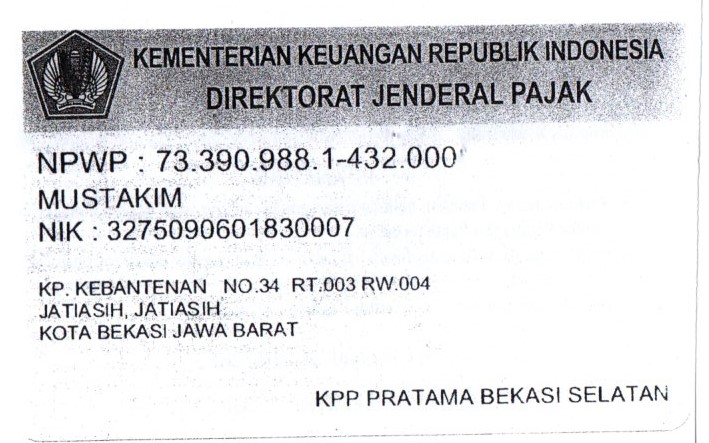 KEMENTERIAN KEUANGAN REPUBLIK INDONESIA
DIREKTORAT JENDERAL PAJAK
NPWP : 73.390.988.1-432.000
MUSTAKIM
NIK : 3275090601830007
KP. KEBANTENAN NO.34 RT.003 RW.004
JATIASIH, JATIASIH
KOTA BEKASI JAWA BARAT
KPP PRATAMA BEKASI SELATAN